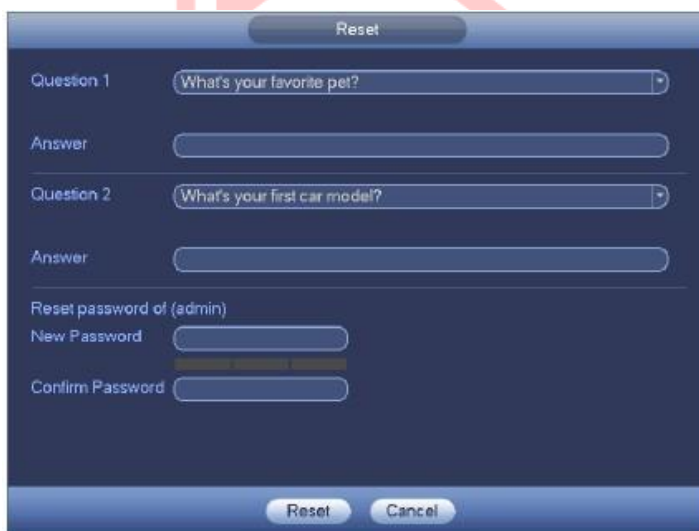 Reset
Question 1 What's your favorite pet?
Answer
Question 2 What's your first car model?
Answer
Reset password of (admin)
New Password
Confirm Password
Reset Cancel